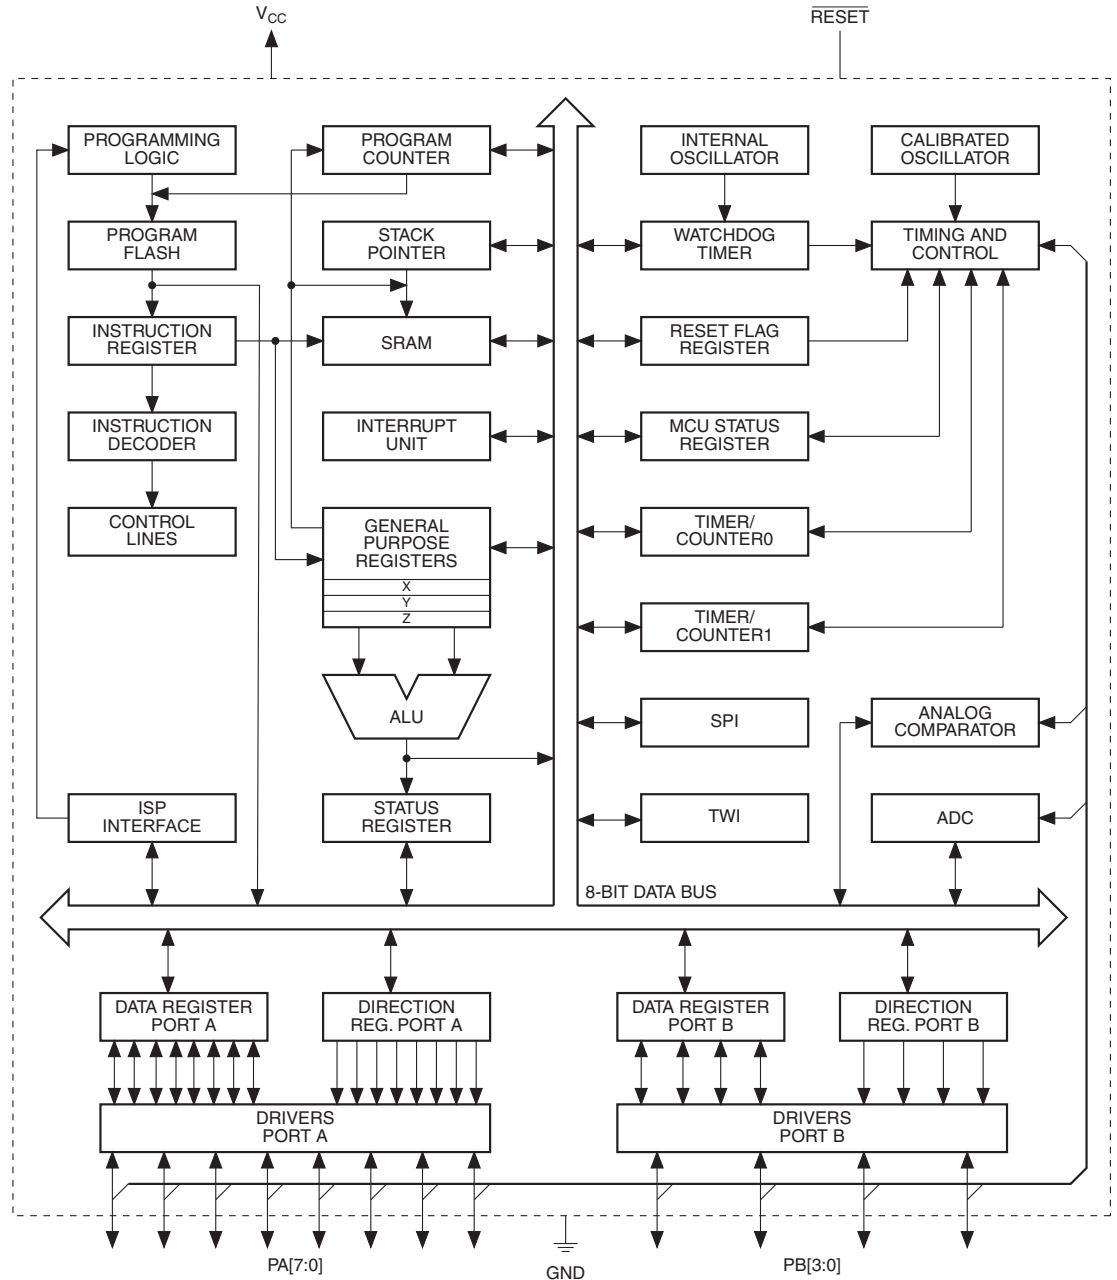 VCC
RESET
PROGRAMMING
LOGIC
PROGRAM
COUNTER
INTERNAL
OSCILLATOR
CALIBRATED
OSCILLATOR
PROGRAM
FLASH
STACK
POINTER
WATCHDOG
TIMER
TIMING AND
CONTROL
INSTRUCTION
REGISTER
SRAM
RESET FLAG
REGISTER
INSTRUCTION
DECODER
INTERRUPT
UNIT
MCU STATUS
REGISTER
CONTROL
LINES
GENERAL
PURPOSE
REGISTERS
X
Y
Z
TIMER/
COUNTER0
TIMER/
COUNTER1
ALU
SPI
ANALOG
COMPARATOR
ISP
INTERFACE
STATUS
REGISTER
TWI
ADC
8-BIT DATA BUS
DATA REGISTER
PORT A
DIRECTION
REG. PORT A
DATA REGISTER
PORT B
DIRECTION
REG. PORT B
DRIVERS
PORT A
DRIVERS
PORT B
PA[7:0]
GND
PB[3:0]